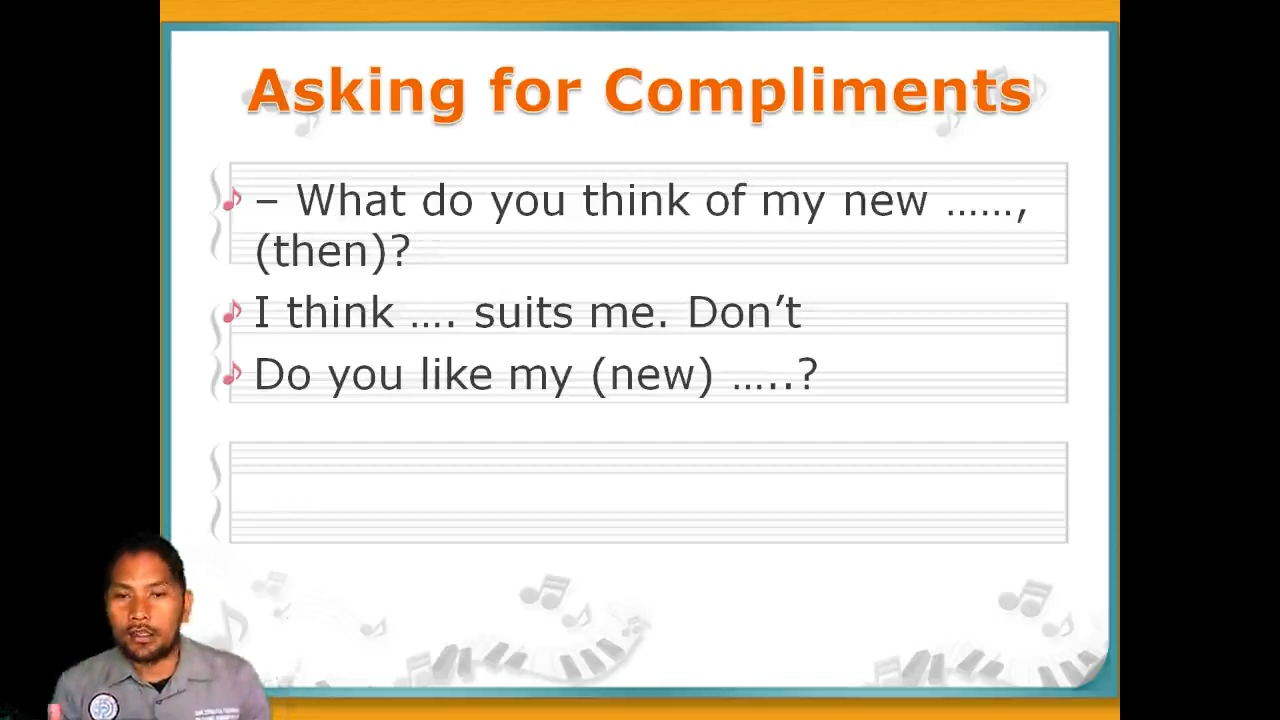 Asking for Compliments
– What do you think of my new ……,
(then)?
I think …. suits me. Don’t
Do you like my (new) …..?